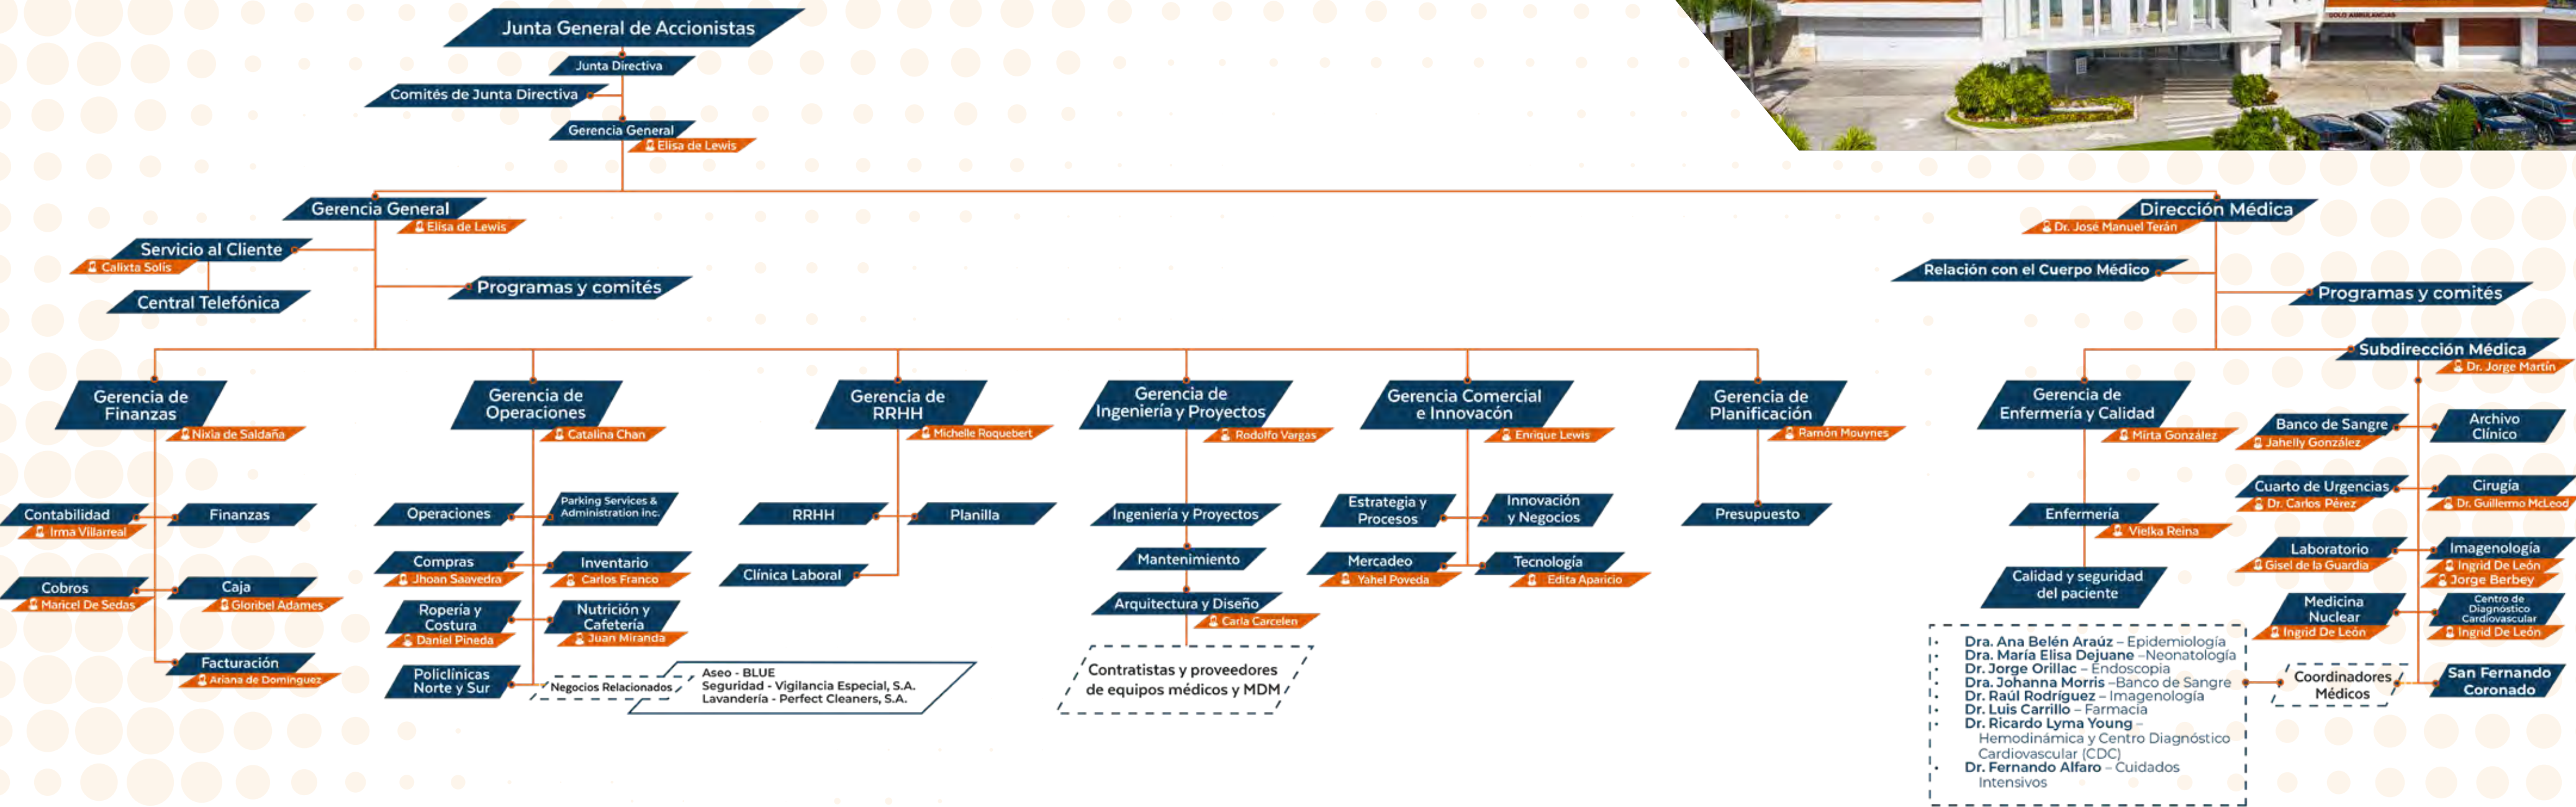 SOLO AMBULANCIAS
Junta General de Accionistas
Junta Directiva
Comités de Junta Directiva
Gerencia General
Elisa de Lewis
Gerencia General
Elisa de Lewis
Servicio al Cliente
Calixta Solís
Central Telefónica
Programas y comités
Dirección Médica
Dr. José Manuel Terán
Relación con el Cuerpo Médico
Programas y comités
Subdirección Médica
Dr. Jorge Martín
Gerencia de
Finanzas
Nixia de Saldaña
Contabilidad
Irma Villarreal
Finanzas
Cobros
Maricel De Sedas
Caja
Gloribel Adames
Facturación
Ariana de Domínguez
Gerencia de
Operaciones
Catalina Chan
Operaciones
Parking Services &
Administration inc.
Compras
Jhoan Saavedra
Inventario
Carlos Franco
Ropería y
Costura
Daniel Pineda
Nutrición y
Cafetería
Juan Miranda
Policlínicas
Norte y Sur
Negocios Relacionados
Aseo - BLUE
Seguridad - Vigilancia Especial, S.A.
Lavandería - Perfect Cleaners, S.A.
Gerencia de
RRHH
Michelle Roquebert
RRHH
Planilla
Clínica Laboral
Gerencia de
Ingeniería y Proyectos
Rodolfo Vargas
Ingeniería y Proyectos
Mantenimiento
Arquitectura y Diseño
Carla Carcelen
Contratistas y proveedores
de equipos médicos y MDM
Gerencia Comercial
e Innovacón
Enrique Lewis
Estrategia y
Procesos
Innovación
y Negocios
Mercadeo
Yahel Poveda
Tecnología
Edita Aparicio
Gerencia de
Planificación
Ramón Mouynes
Presupuesto
Gerencia de
Enfermería y Calidad
Mirta González
Enfermería
Vielka Reina
Calidad y seguridad
del paciente
Banco de Sangre
Jahelly González
Archivo
Clínico
Cuarto de Urgencias
Dr. Carlos Pérez
Cirugía
Dr. Guillermo McLeod
Laboratorio
Gisel de la Guardia
Imagenología
Ingrid De León
Jorge Berbey
Medicina
Nuclear
Ingrid De León
Centro de
Diagnóstico
Cardiovascular
Ingrid De León
Coordinadores
Médicos
San Fernando
Coronado
• Dra. Ana Belén Araúz – Epidemiología
• Dra. María Elisa Dejuane –Neonatología
• Dr. Jorge Orillac – Endoscopia
• Dra. Johanna Morris –Banco de Sangre
• Dr. Raúl Rodríguez – Imagenología
• Dr. Luis Carrillo – Farmacia
• Dr. Ricardo Lyma Young –
Hemodinámica y Centro Diagnóstico
Cardiovascular (CDC)
• Dr. Fernando Alfaro – Cuidados
Intensivos